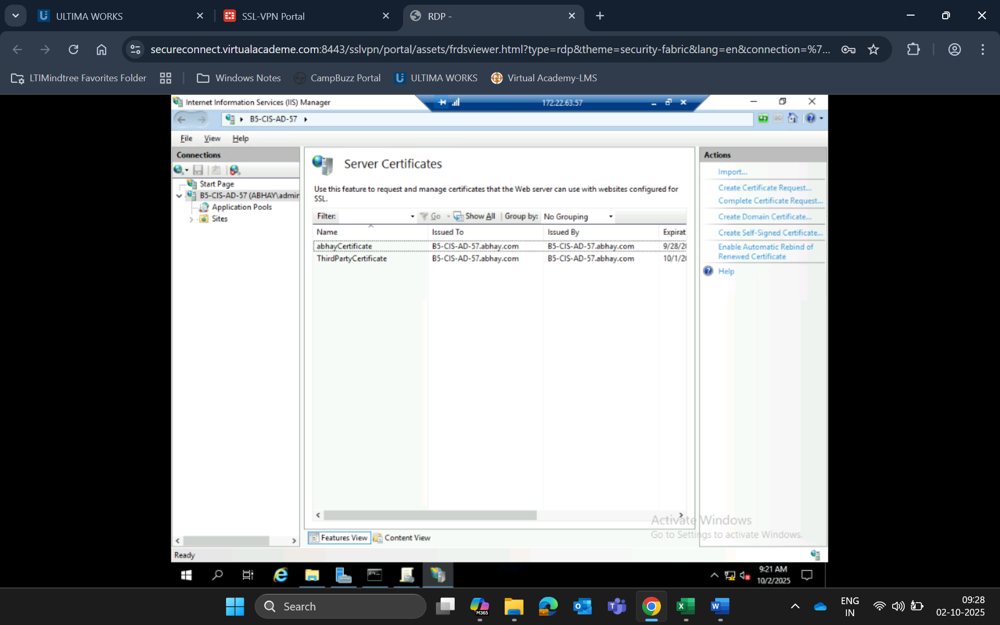 ULTIMA WORKS
SSL-VPN Portal
RDP -
secureconnect.virtualacademe.com:8443/sslvpn/portal/assets/frdsviewer.html?type=rdp&theme=security-fabric&lang=en&connection=%7...
LTIMindtree Favorites Folder
Windows Notes
CampBuzz Portal
ULTIMA WORKS
Virtual Academy-LMS
Internet Information Services (IIS) Manager
172.22.63.57
B5-CIS-AD-57
File View Help
Connections
Start Page
B5-CIS-AD-57 (ABHAY\admir
Application Pools
Sites
Server Certificates
Use this feature to request and manage certificates that the Web server can use with websites configured for
SSL.
Filter: Go Show All Group by: No Grouping
Name Issued To Issued By Expirat
abhayCertificate B5-CIS-AD-57.abhay.com B5-CIS-AD-57.abhay.com 9/28/20
ThirdPartyCertificate B5-CIS-AD-57.abhay.com B5-CIS-AD-57.abhay.com 10/1/20
Features View Content View
Actions
Import...
Create Certificate Request...
Complete Certificate Request...
Create Domain Certificate...
Create Self-Signed Certificate...
Enable Automatic Rebind of
Renewed Certificate
Help
Activate Windows
Go to Settings to activate Windows.
Ready
9:21 AM
10/2/2025
Search
M365
ENG
IN
09:28
02-10-2025